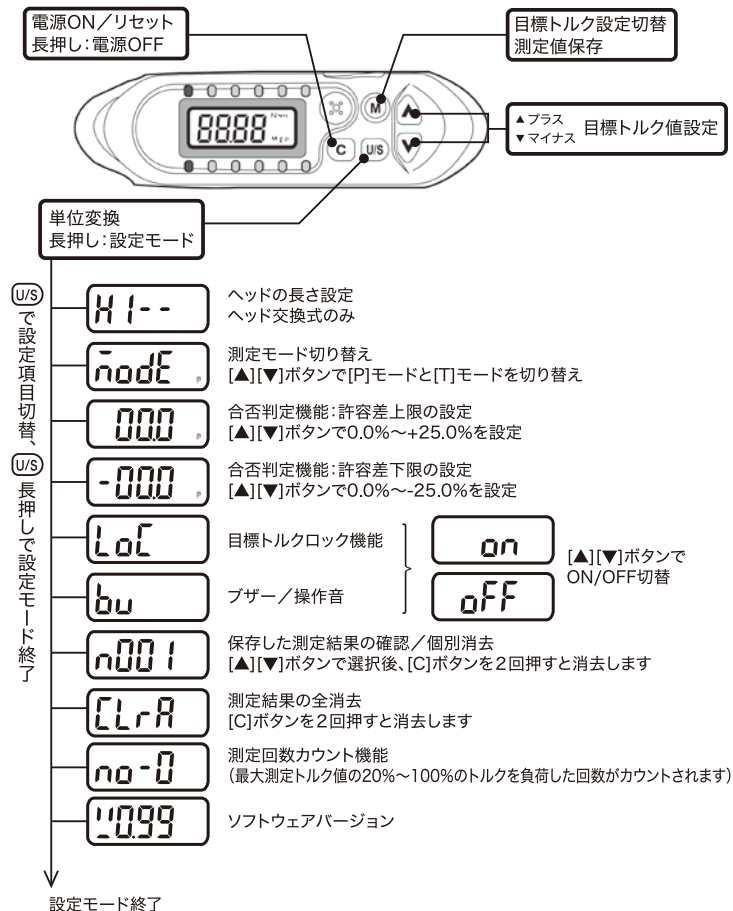 電源ON／リセット
長押し：電源OFF
目標トルク設定切替
測定値保存
88.88
M
C
U/S
▲プラス
▼マイナス
目標トルク値設定
単位変換
長押し：設定モード
U/Sで設定項目切替、U/S長押しで設定モード終了
H1--
ヘッドの長さ設定
ヘッド交換式のみ
modE P
測定モード切り替え
[▲][▼]ボタンで[P]モードと[T]モードを切り替え
00.0 P
合否判定機能：許容差上限の設定
[▲][▼]ボタンで0.0%～+25.0%を設定
-00.0 P
合否判定機能：許容差下限の設定
[▲][▼]ボタンで0.0%～-25.0%を設定
LoC
目標トルクロック機能
on
bu
ブザー／操作音
oFF
[▲][▼]ボタンで
ON/OFF切替
n001
保存した測定結果の確認／個別消去
[▲][▼]ボタンで選択後、[C]ボタンを2回押すと消去します
CLrA
測定結果の全消去
[C]ボタンを2回押すと消去します
no-0
測定回数カウント機能
（最大測定トルク値の20%～100%のトルクを負荷した回数がカウントされます）
V0.99
ソフトウェアバージョン
設定モード終了